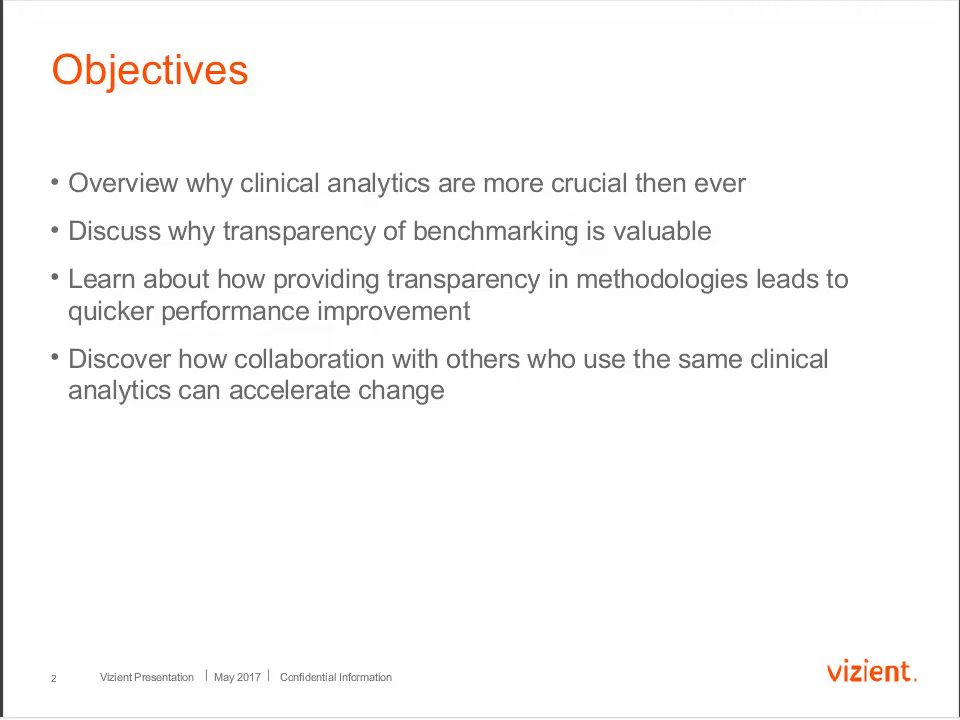 Objectives
• Overview why clinical analytics are more crucial then ever
• Discuss why transparency of benchmarking is valuable
• Learn about how providing transparency in methodologies leads to
quicker performance improvement
• Discover how collaboration with others who use the same clinical
analytics can accelerate change
2 Vizient Presentation | May 2017 | Confidential Information
vizient.